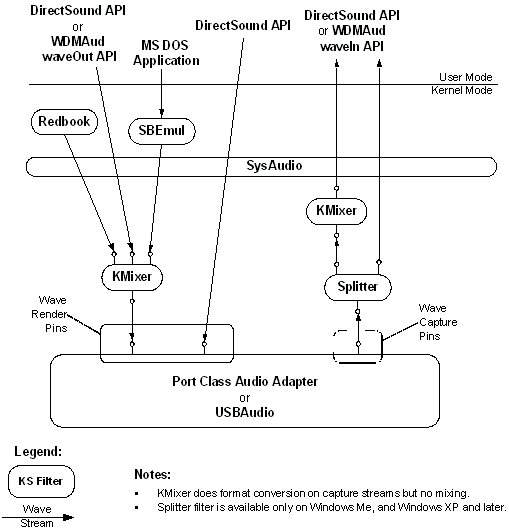 DirectSound API
or
WDMAud
waveOut API
MS DOS
Application
DirectSound API
DirectSound API
or WDMAud
waveIn API
User Mode
Kernel Mode
Redbook
SBEmul
SysAudio
KMixer
KMixer
Splitter
Wave
Render
Pins
Wave
Capture
Pins
Port Class Audio Adapter
or
USBAudio
Legend:
KS Filter
Wave
Stream
Notes:
▪ KMixer does format conversion on capture streams but no mixing.
▪ Splitter filter is available only on Windows Me, and Windows XP and later.